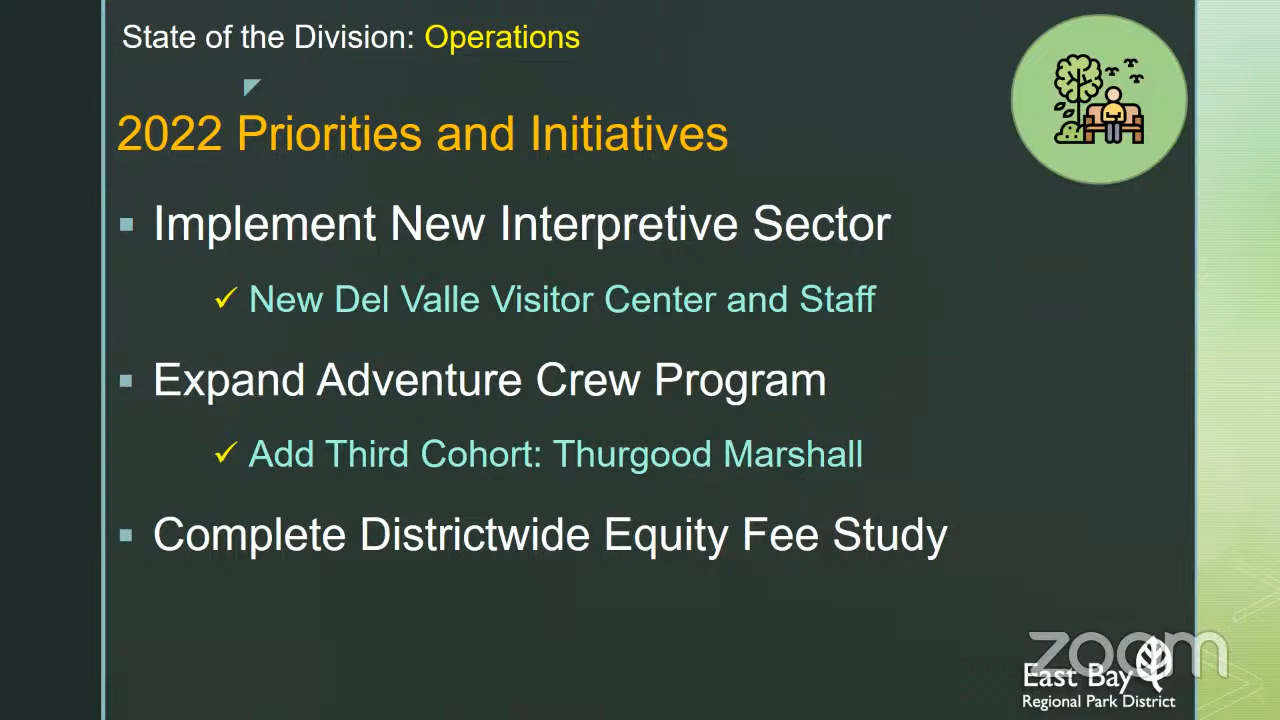 State of the Division: Operations
2022 Priorities and Initiatives
Implement New Interpretive Sector
New Del Valle Visitor Center and Staff
Expand Adventure Crew Program
Add Third Cohort: Thurgood Marshall
Complete Districtwide Equity Fee Study
zoom
East Bay
Regional Park District